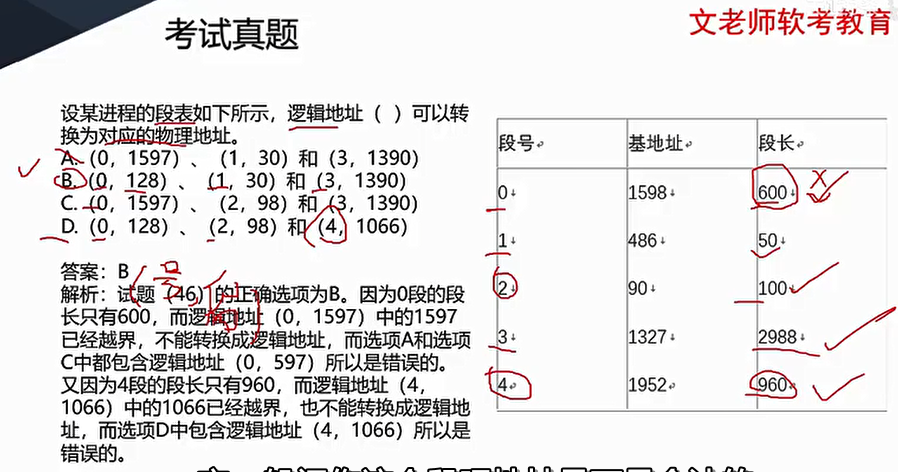 考试真题
文老师软考教育
设某进程的段表如下所示，逻辑地址（ ）可以转
换为对应的物理地址。
A.（0，1597）、（1，30）和（3，1390）
B.（0，128）、（1，30）和（3，1390）
C.（0，1597）、（2，98）和（3，1390）
D.（0，128）、（2，98）和（4，1066）
答案：B
解析：试题（46）的正确选项为B。因为0段的段
长只有600，而逻辑地址（0，1597）中的1597
已经越界，不能转换成逻辑地址，而选项A和选项
C中都包含逻辑地址（0，597）所以是错误的。
又因为4段的段长只有960，而逻辑地址（4，
1066）中的1066已经越界，也不能转换成逻辑地
址，而选项D中包含逻辑地址（4，1066）所以是
错误的。
段号 基地址 段长
0 1598 600
1 486 50
2 90 100
3 1327 2988
4 1952 960